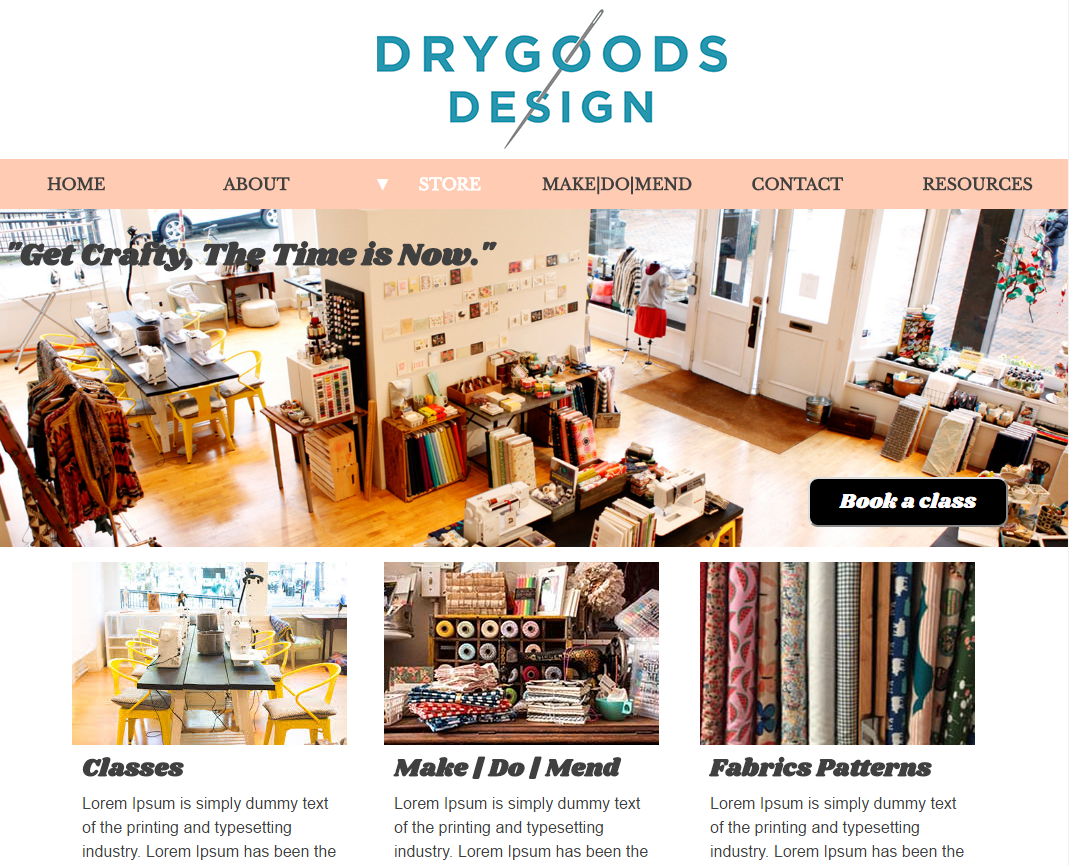 DRYGOODS
DESIGN
HOME ABOUT ▼ STORE MAKE|DO|MEND CONTACT RESOURCES
"Get Crafty, The Time is Now."
Book a class
Classes Make | Do | Mend Fabrics Patterns
Lorem Ipsum is simply dummy text Lorem Ipsum is simply dummy text Lorem Ipsum is simply dummy text
of the printing and typesetting of the printing and typesetting of the printing and typesetting
industry. Lorem Ipsum has been the industry. Lorem Ipsum has been the industry. Lorem Ipsum has been the